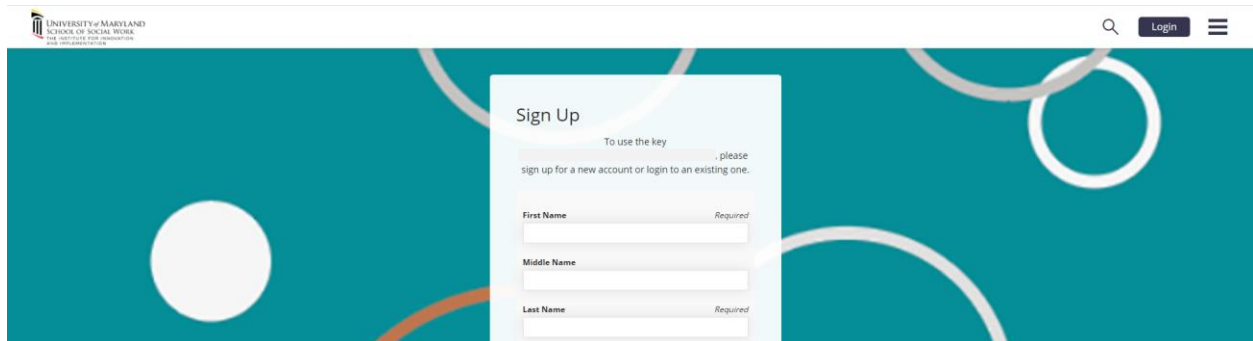 UNIVERSITY of MARYLAND
SCHOOL OF SOCIAL WORK
THE INSTITUTE FOR INNOVATION
AND IMPLEMENTATION
Login
Sign Up
To use the key
, please
sign up for a new account or login to an existing one.
First Name Required
Middle Name
Last Name Required